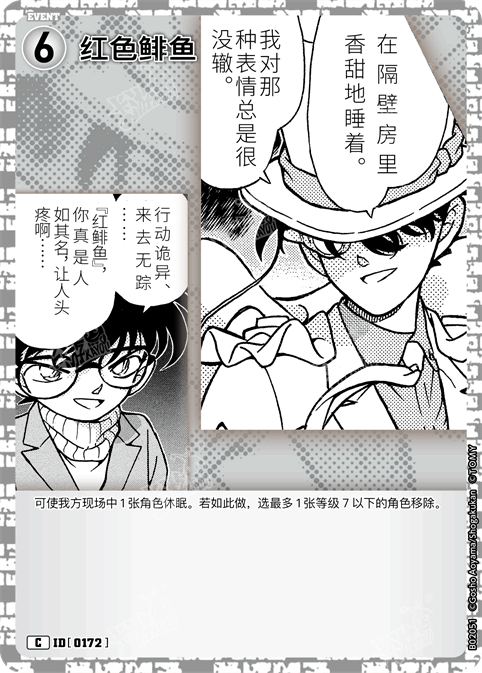 EVENT
6
红色鲱鱼
在隔壁房里
香甜地睡着。
我对那
种表情总是很
没辙。
行动诡异、
来去无踪
……
『红鲱鱼』，
你真是人
如其名，让人头
疼啊……
可使我方现场中1张角色休眠。若如此做，选最多1张等级7以下的角色移除。
C ID[0172]
B02051 ©Gosho Aoyama/Shogakukan ©TOMY